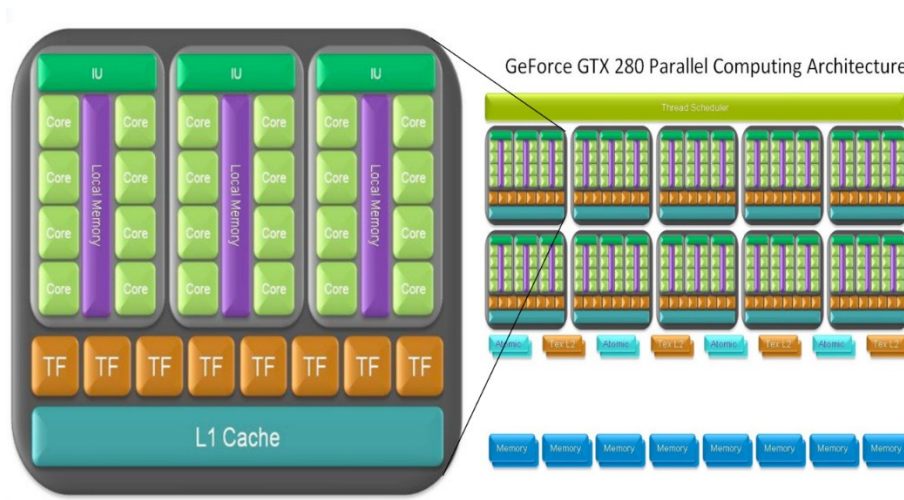 GeForce GTX 280 Parallel Computing Architecture
IU IU IU
Core Core Core Core Core Core
Core Core Core Core Core Core
Core Core Core Core Core Core
Core Core Core Core Core Core
Local Memory Local Memory Local Memory
TF TF TF TF TF TF TF TF
L1 Cache
Thread Scheduler
Atomic Tex L2 Atomic Tex L2 Atomic Tex L2 Atomic Tex L2
Memory Memory Memory Memory Memory Memory Memory Memory